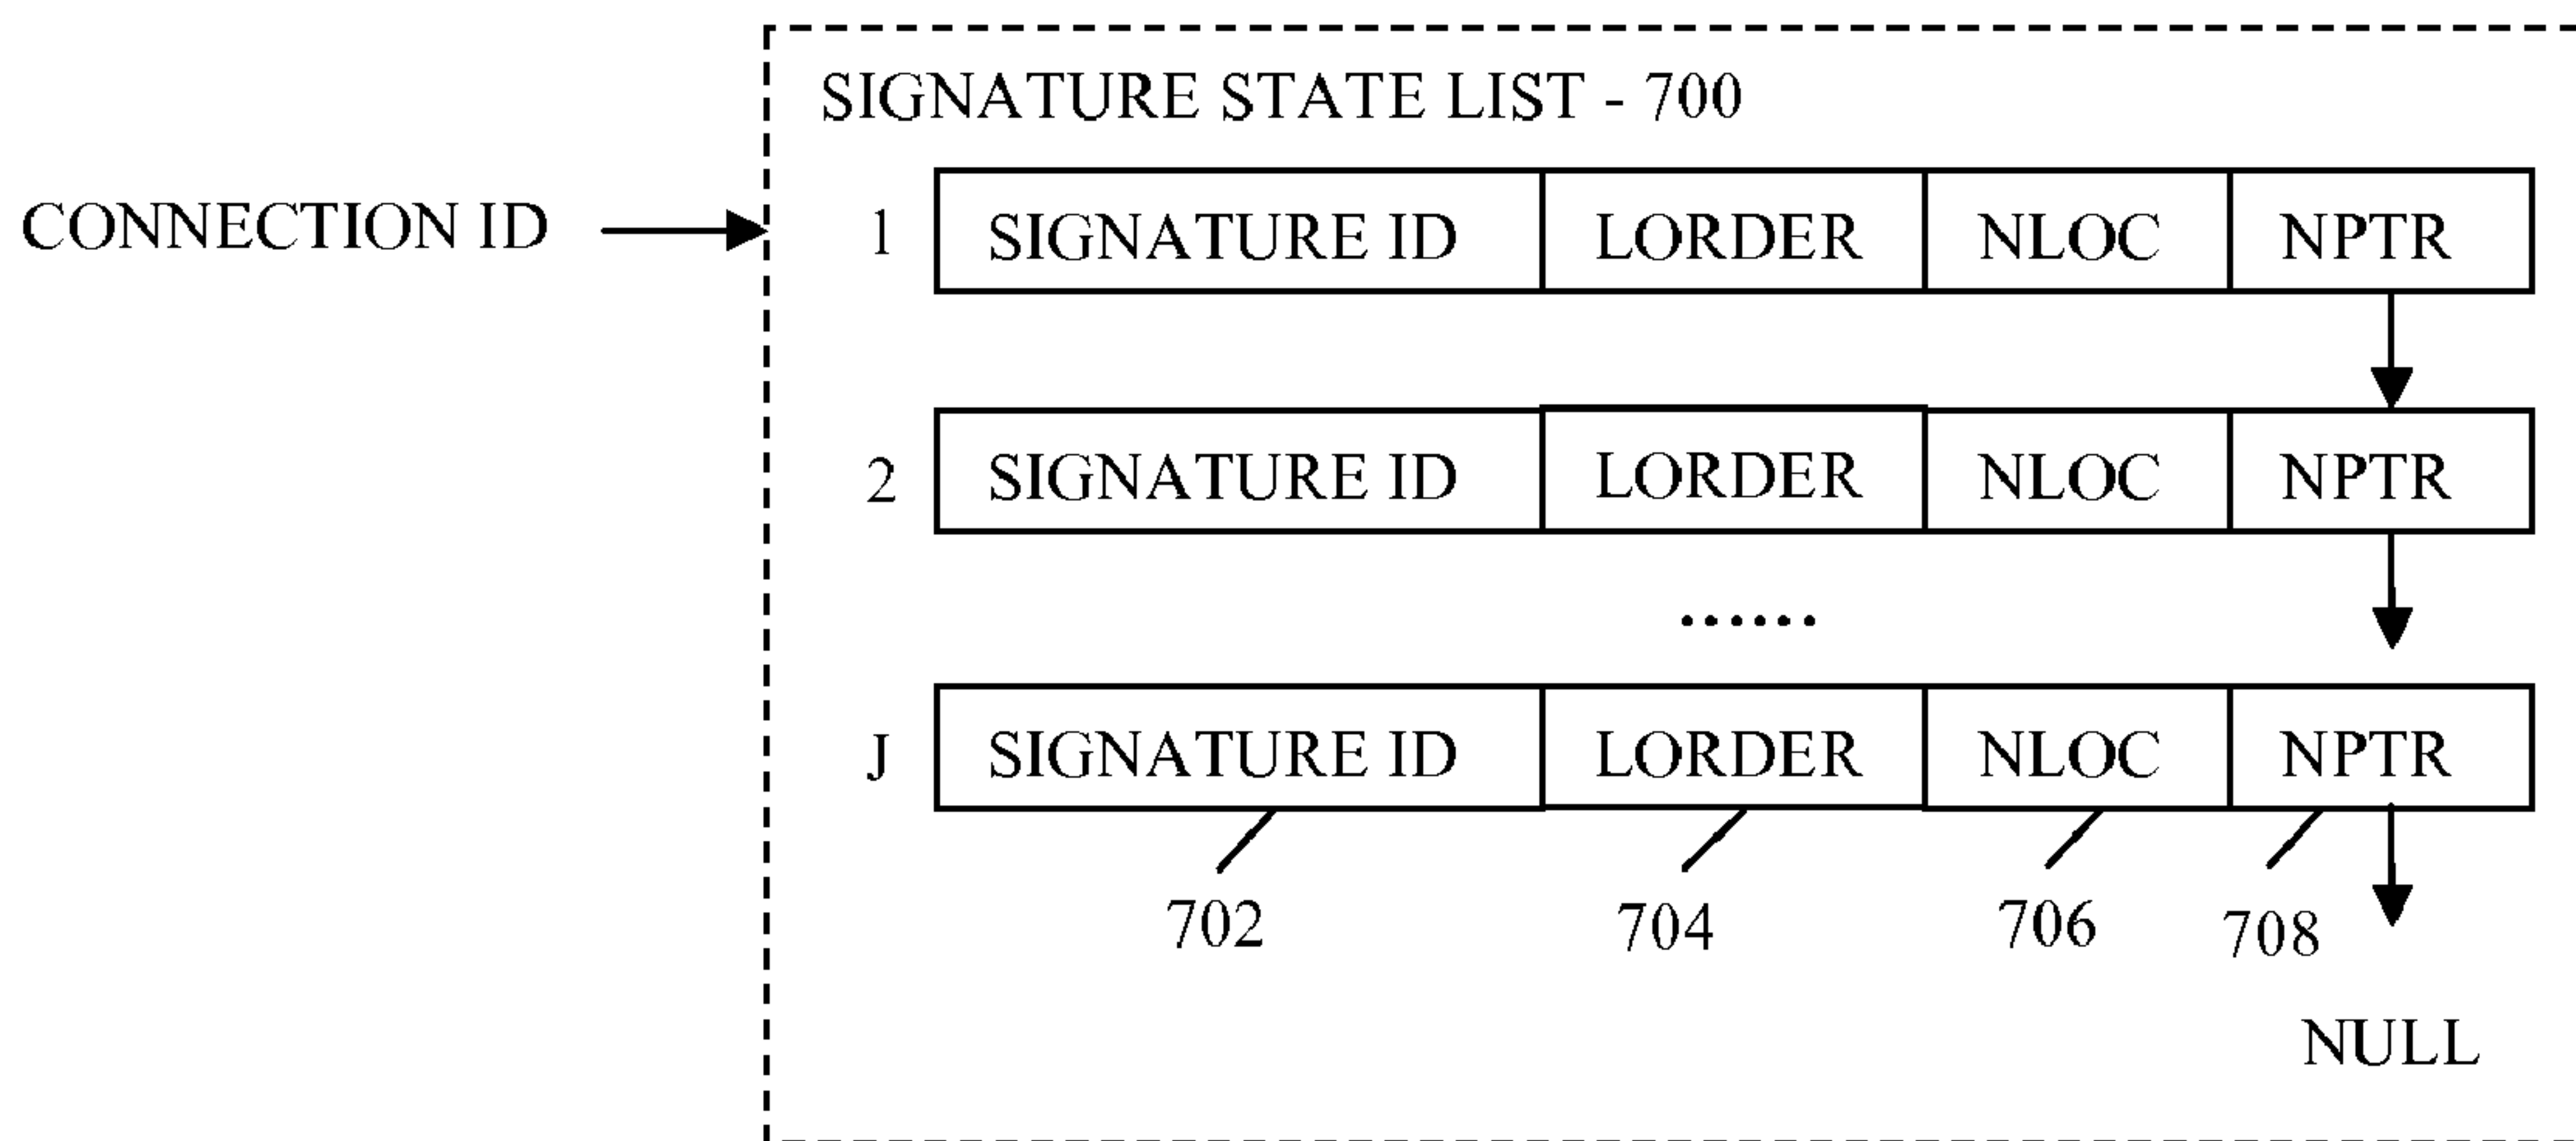 SIGNATURE STATE LIST - 700
CONNECTION ID
1 SIGNATURE ID LORDER NLOC NPTR
2 SIGNATURE ID LORDER NLOC NPTR
......
J SIGNATURE ID LORDER NLOC NPTR
702 704 706 708
NULL